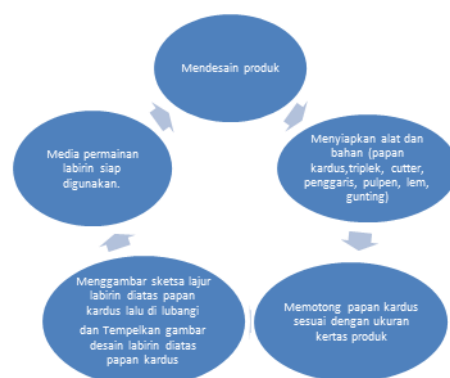 Mendesain produk
Menyiapkan alat dan
bahan (papan
kardus,triplek, cutter,
penggaris, pulpen, lem,
gunting)
Memotong papan kardus
sesuai dengan ukuran
kertas produk
Menggambar sketsa lajur
labirin diatas papan
kardus lalu di lubangi
dan Tempelkan gambar
desain labirin diatas
papan kardus
Media permainan
labirin siap
digunakan.